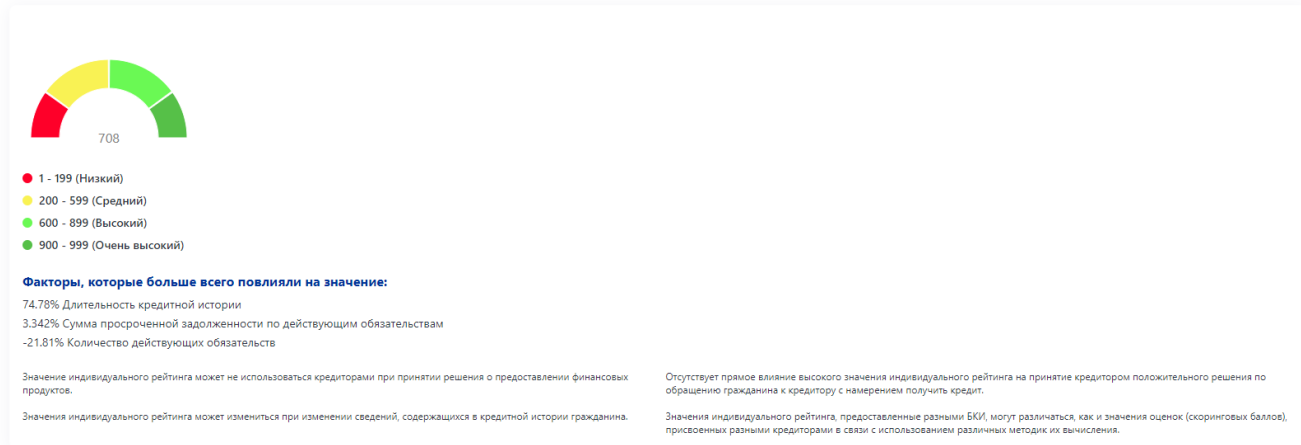 708
1 - 199 (Низкий)
200 - 599 (Средний)
600 - 899 (Высокий)
900 - 999 (Очень высокий)
Факторы, которые больше всего повлияли на значение:
74.78% Длительность кредитной истории
3.342% Сумма просроченной задолженности по действующим обязательствам
-21.81% Количество действующих обязательств
Значение индивидуального рейтинга может не использоваться кредиторами при принятии решения о предоставлении финансовых
продуктов.
Значения индивидуального рейтинга может измениться при изменении сведений, содержащихся в кредитной истории гражданина.
Отсутствует прямое влияние высокого значения индивидуального рейтинга на принятие кредитором положительного решения по
обращению гражданина к кредитору с намерением получить кредит.
Значения индивидуального рейтинга, предоставленные разными БКИ, могут различаться, как и значения оценок (скоринговых баллов),
присвоенных разными кредиторами в связи с использованием различных методик их вычисления.